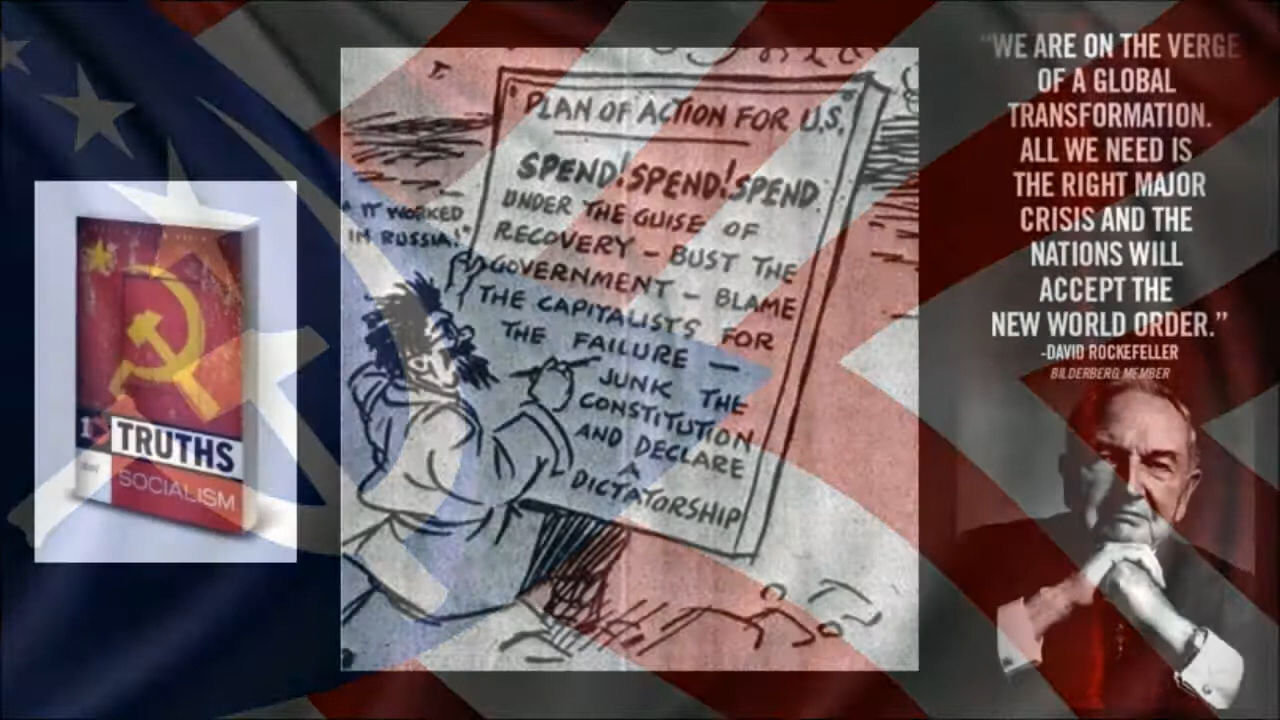 TRUTHS
SOCIALISM
"IT WORKED
IN RUSSIA!"
"PLAN OF ACTION FOR U.S."
SPEND! SPEND! SPEND
UNDER THE GUISE OF
RECOVERY — BUST THE
GOVERNMENT — BLAME
THE CAPITALISTS FOR
THE FAILURE —
JUNK THE
CONSTITUTION
AND DECLARE
A
DICTATORSHIP
“WE ARE ON THE VERGE
OF A GLOBAL
TRANSFORMATION.
ALL WE NEED IS
THE RIGHT MAJOR
CRISIS AND THE
NATIONS WILL
ACCEPT THE
NEW WORLD ORDER.”
-DAVID ROCKEFELLER
BILDERBERG MEMBER